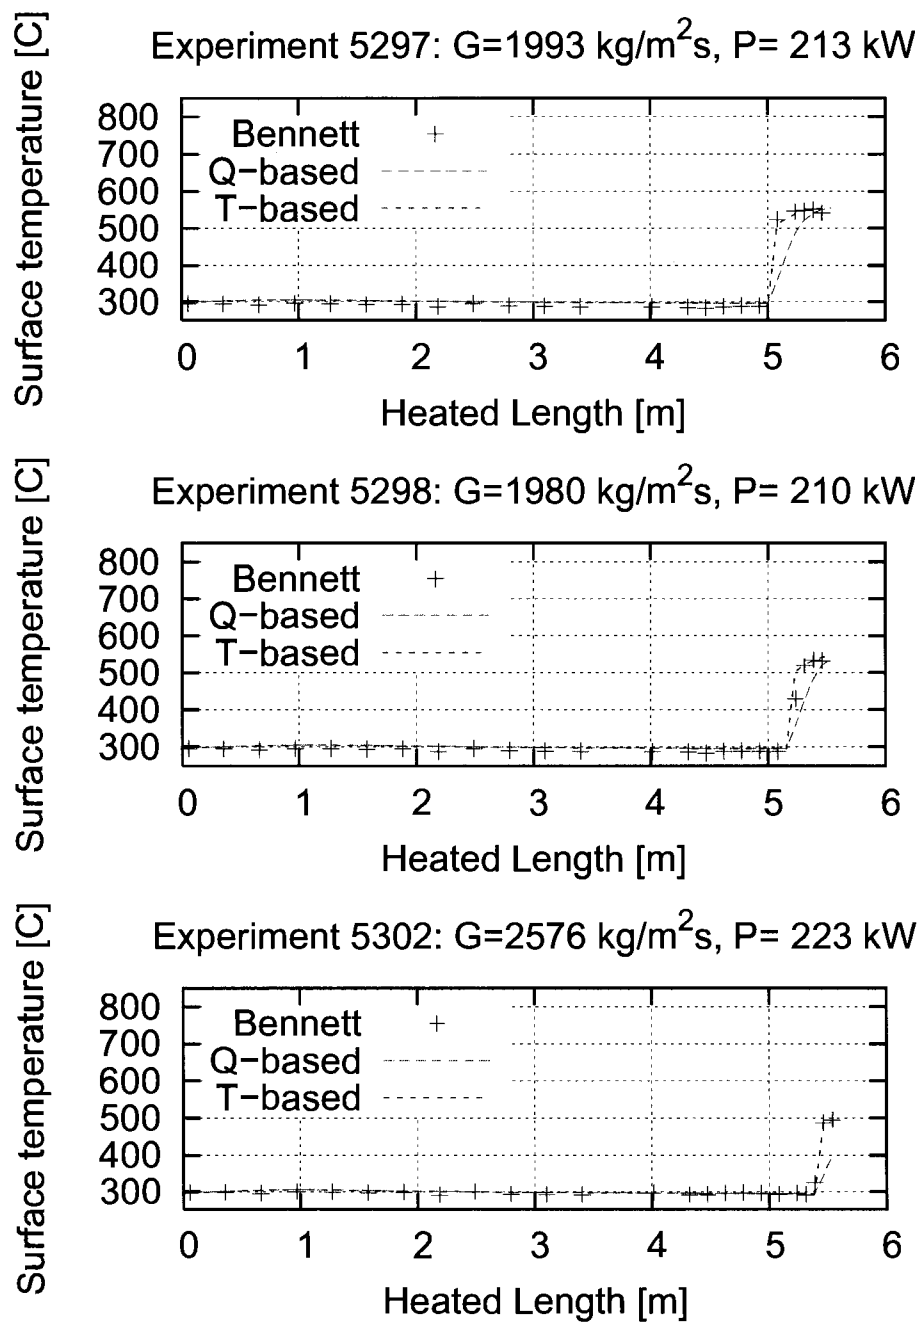 Experiment 5297: G=1993 kg/m²s, P= 213 kW
Surface temperature [C]
800
700
600
500
400
300
Bennett
Q−based
T−based
0 1 2 3 4 5 6
Heated Length [m]
Experiment 5298: G=1980 kg/m²s, P= 210 kW
Surface temperature [C]
800
700
600
500
400
300
Bennett
Q−based
T−based
0 1 2 3 4 5 6
Heated Length [m]
Experiment 5302: G=2576 kg/m²s, P= 223 kW
Surface temperature [C]
800
700
600
500
400
300
Bennett
Q−based
T−based
0 1 2 3 4 5 6
Heated Length [m]